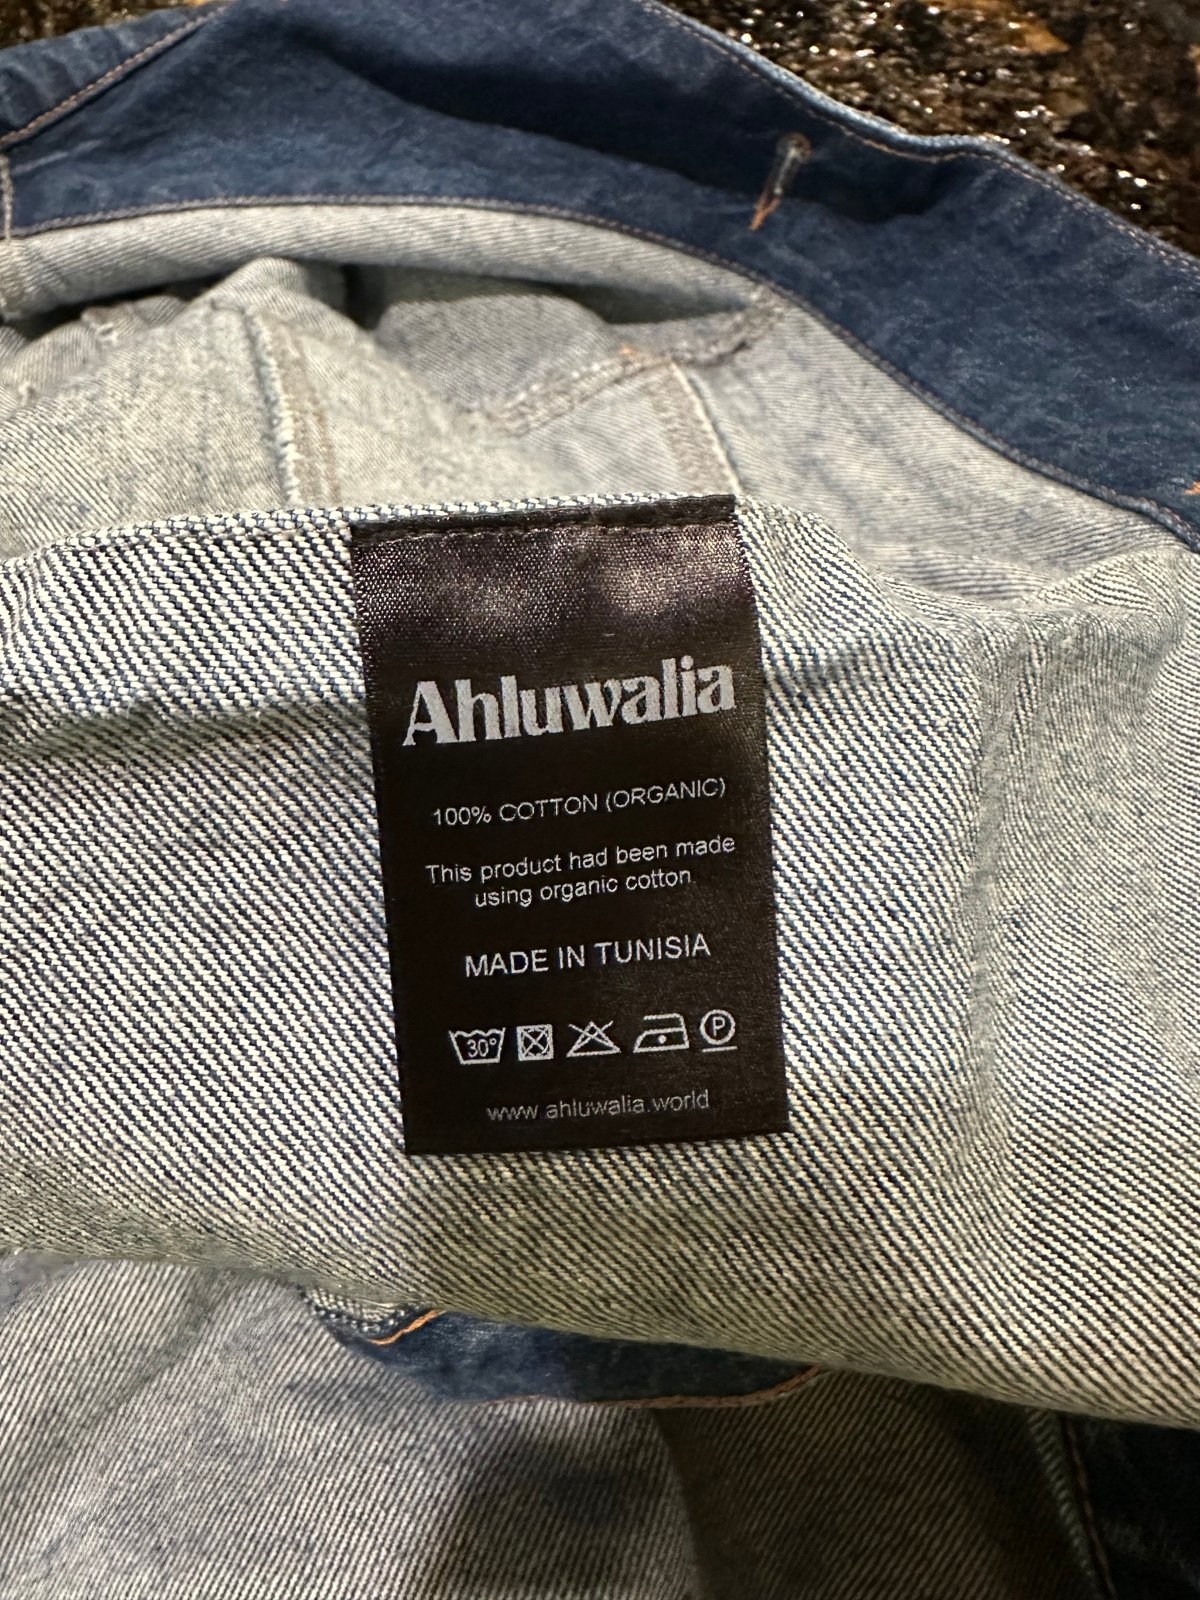 Ahluwalia
100% COTTON (ORGANIC)
This product had been made
using organic cotton
MADE IN TUNISIA
30° P
www.ahluwalia.world